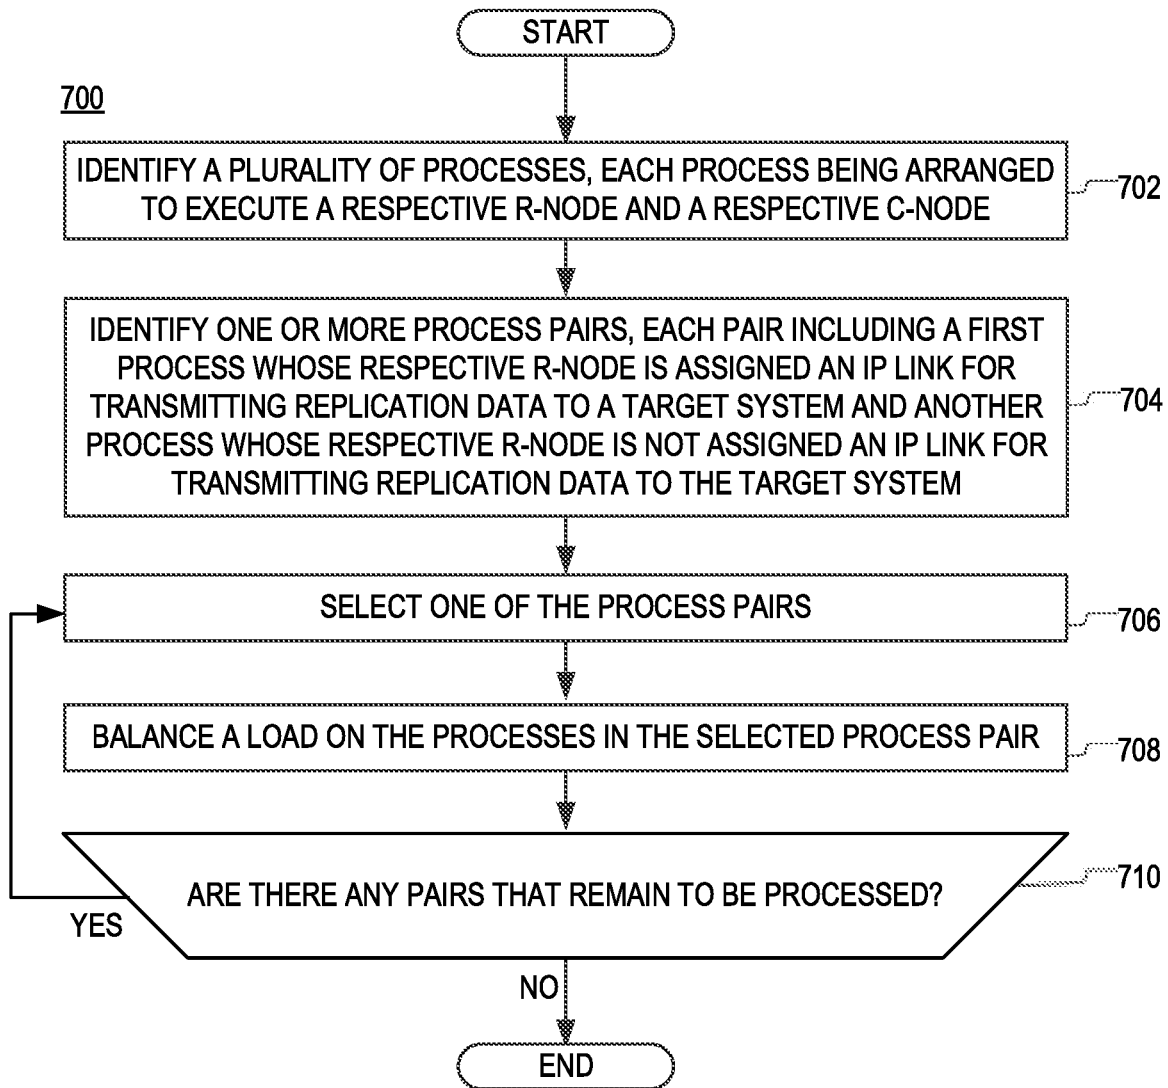 START
700
IDENTIFY A PLURALITY OF PROCESSES, EACH PROCESS BEING ARRANGED
TO EXECUTE A RESPECTIVE R-NODE AND A RESPECTIVE C-NODE
702
IDENTIFY ONE OR MORE PROCESS PAIRS, EACH PAIR INCLUDING A FIRST
PROCESS WHOSE RESPECTIVE R-NODE IS ASSIGNED AN IP LINK FOR
TRANSMITTING REPLICATION DATA TO A TARGET SYSTEM AND ANOTHER
PROCESS WHOSE RESPECTIVE R-NODE IS NOT ASSIGNED AN IP LINK FOR
TRANSMITTING REPLICATION DATA TO THE TARGET SYSTEM
704
SELECT ONE OF THE PROCESS PAIRS
706
BALANCE A LOAD ON THE PROCESSES IN THE SELECTED PROCESS PAIR
708
ARE THERE ANY PAIRS THAT REMAIN TO BE PROCESSED?
710
YES
NO
END